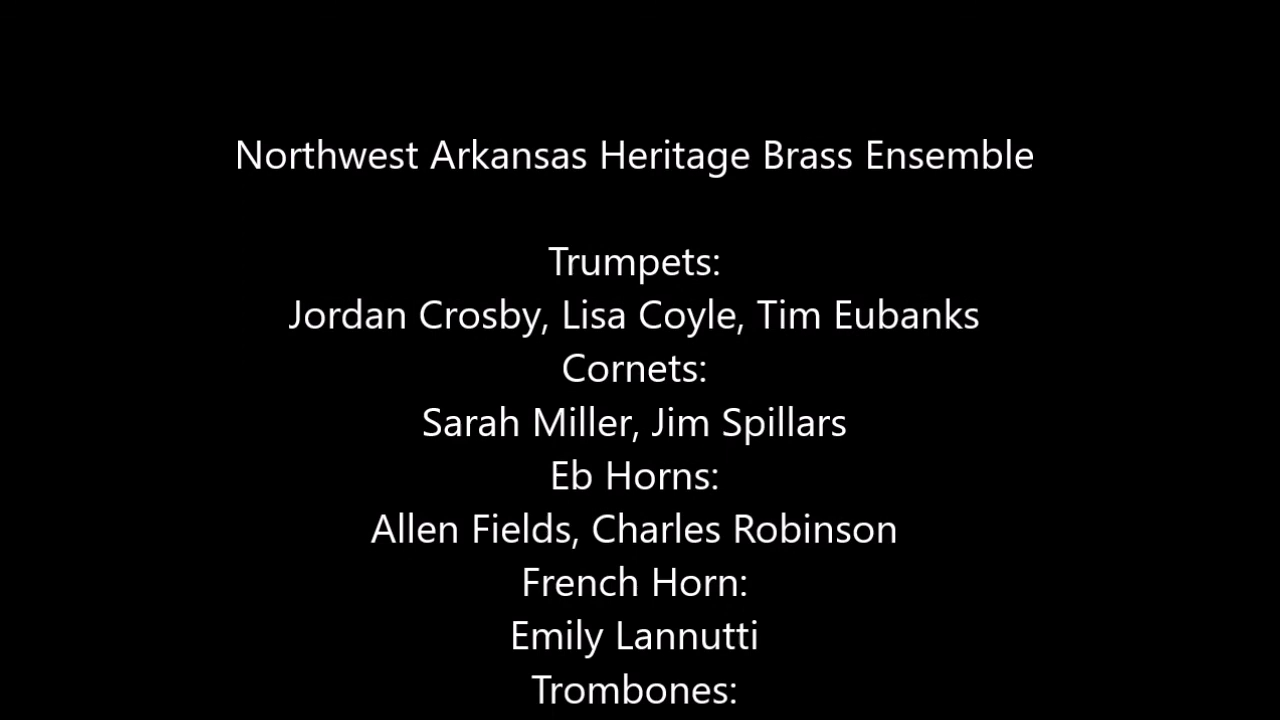 Northwest Arkansas Heritage Brass Ensemble
Trumpets:
Jordan Crosby, Lisa Coyle, Tim Eubanks
Cornets:
Sarah Miller, Jim Spillars
Eb Horns:
Allen Fields, Charles Robinson
French Horn:
Emily Lannutti
Trombones: